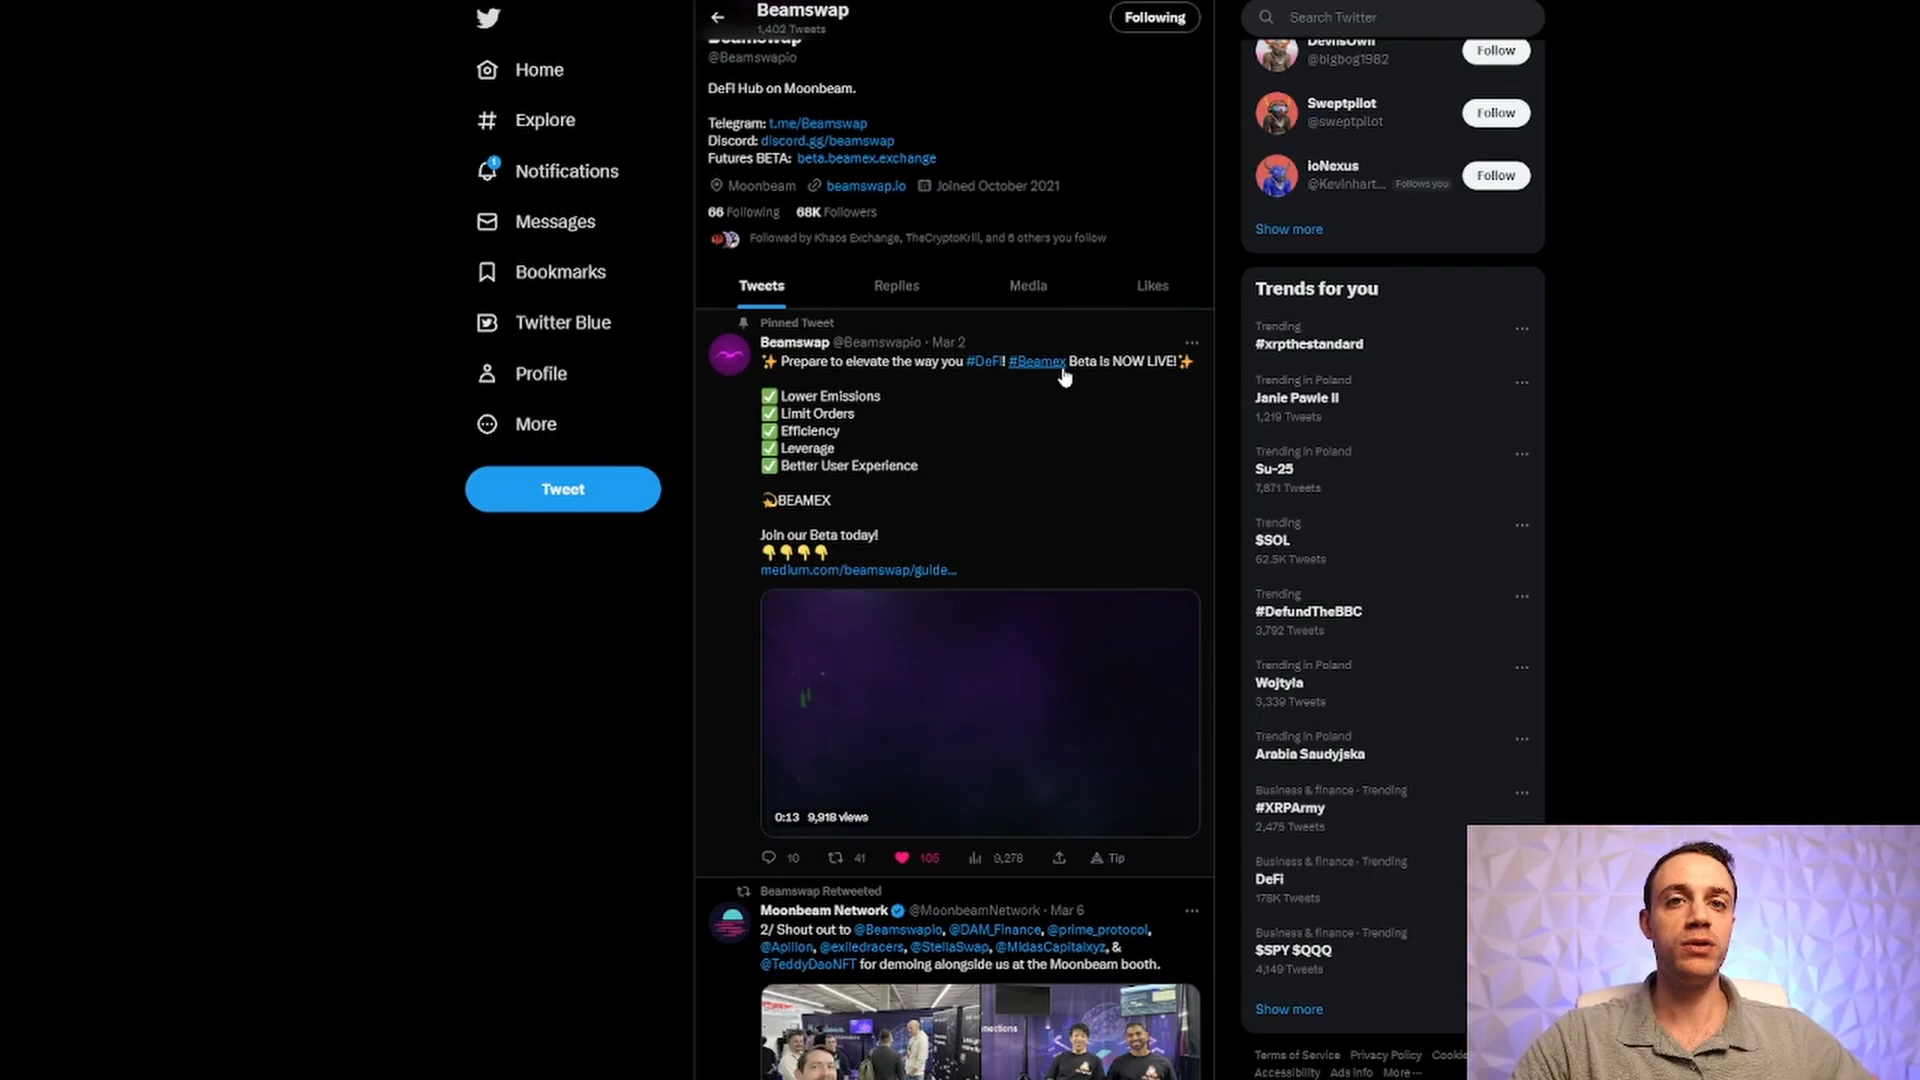 Home
Explore
1
Notifications
Messages
Bookmarks
Twitter Blue
Profile
More
Tweet
Beamswap
1,402 Tweets
Following
Beamswap
@Beamswapio
DeFi Hub on Moonbeam.
Telegram: t.me/Beamswap
Discord: discord.gg/beamswap
Futures BETA: beta.beamex.exchange
Moonbeam beamswap.io Joined October 2021
66 Following 68K Followers
Followed by Khaos Exchange, TheCryptoKrill, and 6 others you follow
Tweets Replies Media Likes
Pinned Tweet
Beamswap @Beamswapio · Mar 2
✨ Prepare to elevate the way you #DeFi! #Beamex Beta is NOW LIVE!✨
✅ Lower Emissions
✅ Limit Orders
✅ Efficiency
✅ Leverage
✅ Better User Experience
💫BEAMEX
Join our Beta today!
👇👇👇👇
medium.com/beamswap/guide…
0:13 9,918 views
10 41 105 9,278 Tip
Beamswap Retweeted
Moonbeam Network @MoonbeamNetwork · Mar 6
2/ Shout out to @Beamswapio, @DAM_Finance, @prime_protocol,
@Apillon, @exiledracers, @StellaSwap, @MidasCapitalxyz, &
@TeddyDaoNFT for demoing alongside us at the Moonbeam booth.
nnections
Search Twitter
DevilsOwn
@bigbog1982
Follow
Sweptpilot
@sweptpilot
Follow
ioNexus
@Kevinhart... Follows you
Follow
Show more
Trends for you
Trending
#xrpthestandard
Trending in Poland
Janie Pawle II
1,219 Tweets
Trending in Poland
Su-25
7,871 Tweets
Trending
$SOL
62.5K Tweets
Trending
#DefundTheBBC
3,792 Tweets
Trending in Poland
Wojtyla
3,339 Tweets
Trending in Poland
Arabia Saudyjska
Business & finance · Trending
#XRPArmy
2,475 Tweets
Business & finance · Trending
DeFi
178K Tweets
Business & finance · Trending
$SPY $QQQ
4,149 Tweets
Show more
Terms of Service Privacy Policy Cookie
Accessibility Ads info More ···